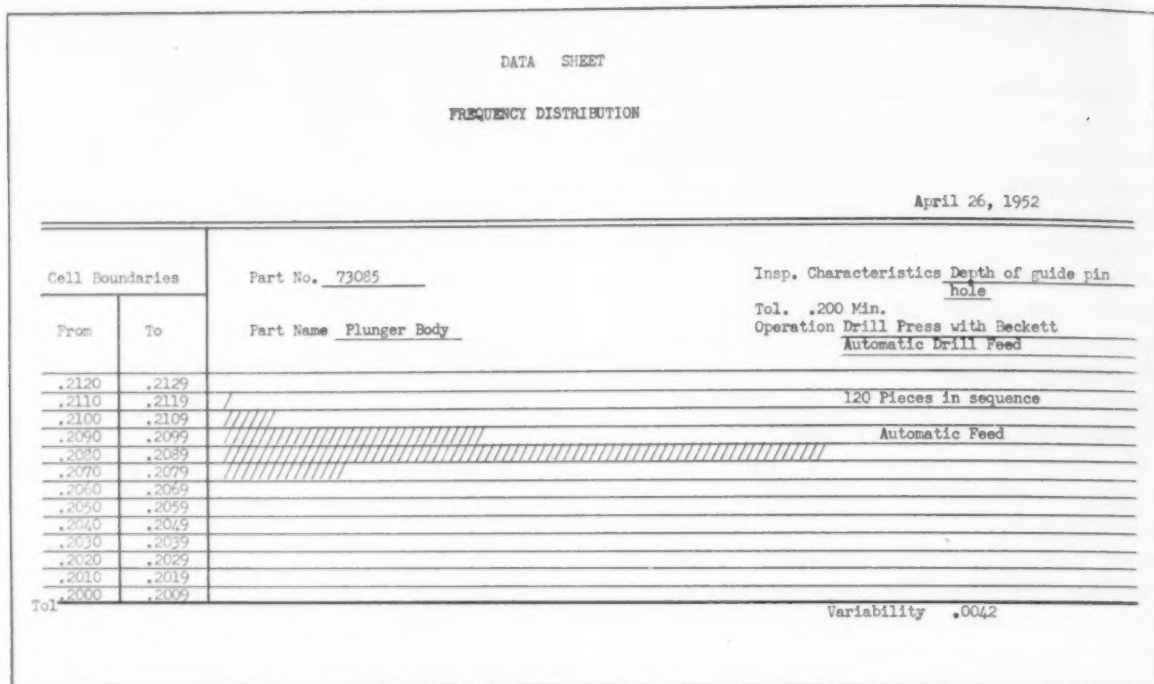 DATA SHEET
FREQUENCY DISTRIBUTION
April 26, 1952
Cell Boundaries
From To
Part No. 73085
Part Name Plunger Body
Insp. Characteristics Depth of guide pin
hole
Tol. .200 Min.
Operation Drill Press with Beckett
Automatic Drill Feed
.2120 .2129
.2110 .2119 / 120 Pieces in sequence
.2100 .2109
.2090 .2099 Automatic Feed
.2080 .2089
.2070 .2079
.2060 .2069
.2050 .2059
.2040 .2049
.2030 .2039
.2020 .2029
.2010 .2019
Tol .2000 .2009
Variability .0042